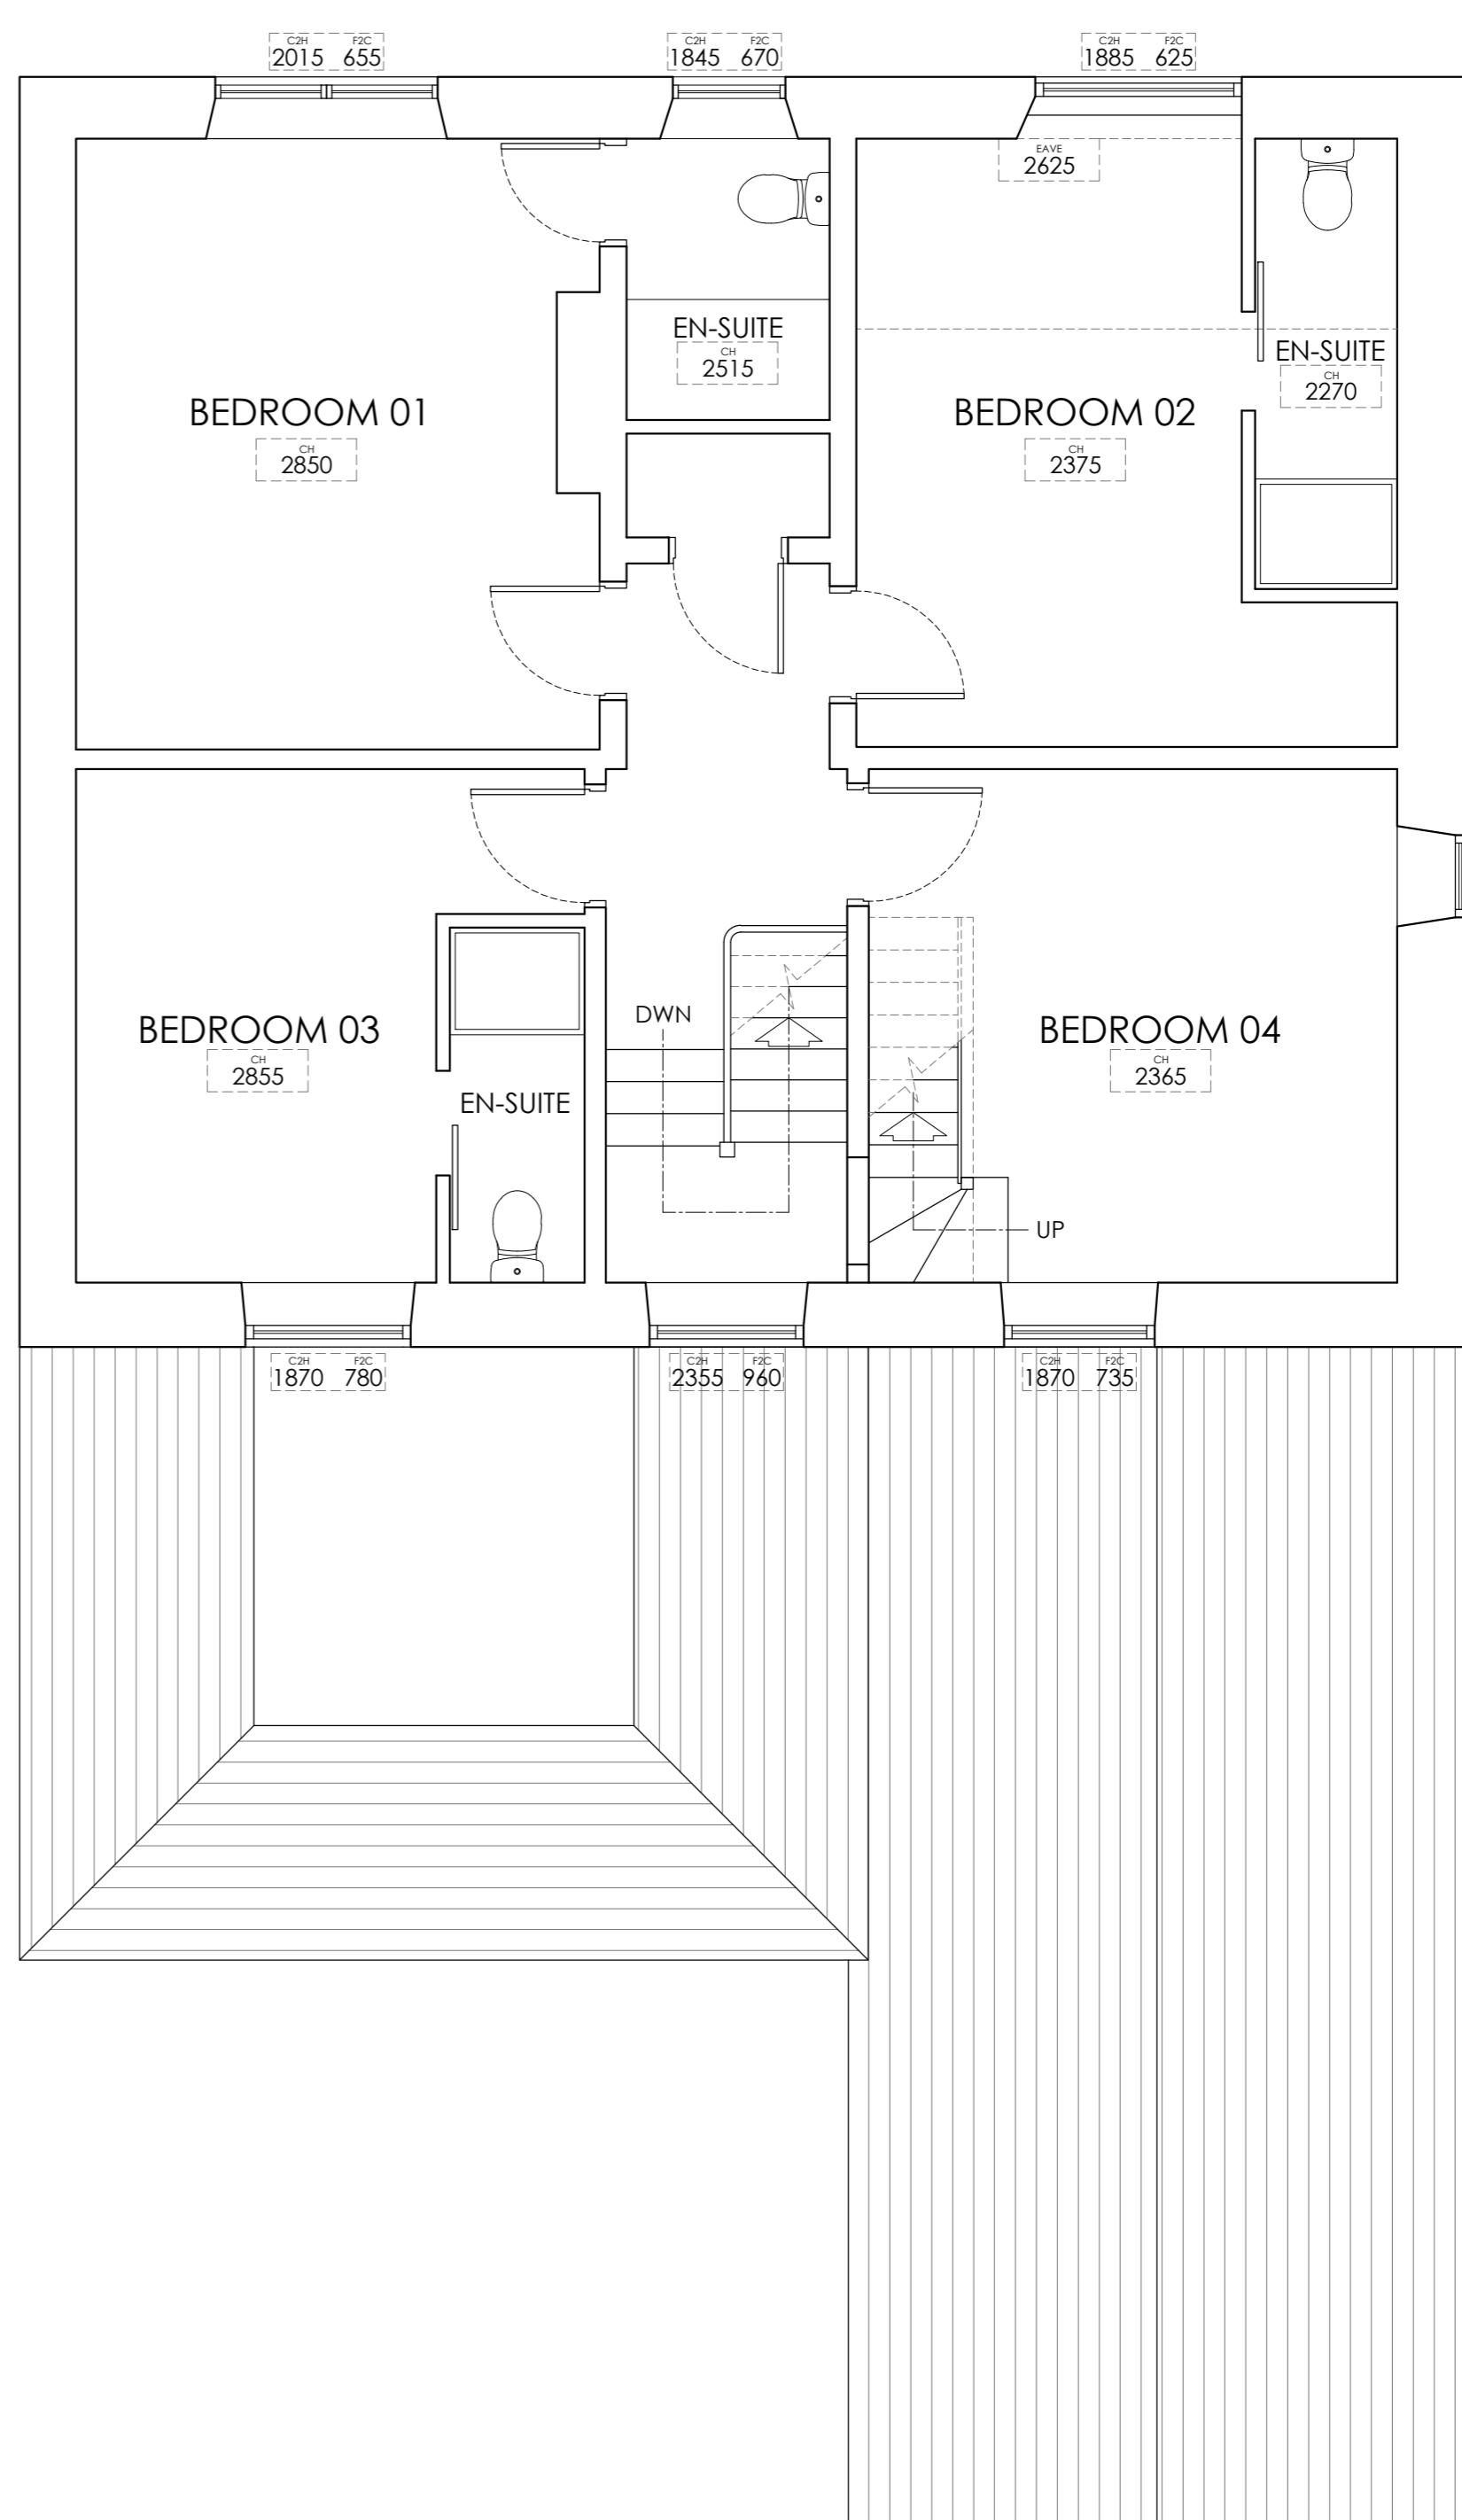 C2H F2C
2015 655
C2H F2C
1845 670
C2H F2C
1885 625
EAVE
2625
EN-SUITE
CH
2515
EN-SUITE
CH
2270
BEDROOM 01
CH
2850
BEDROOM 02
CH
2375
BEDROOM 03
CH
2855
DWN
BEDROOM 04
CH
2365
EN-SUITE
UP
C2H F2C
1870 780
C2H F2C
2355 960
C2H F2C
1870 735